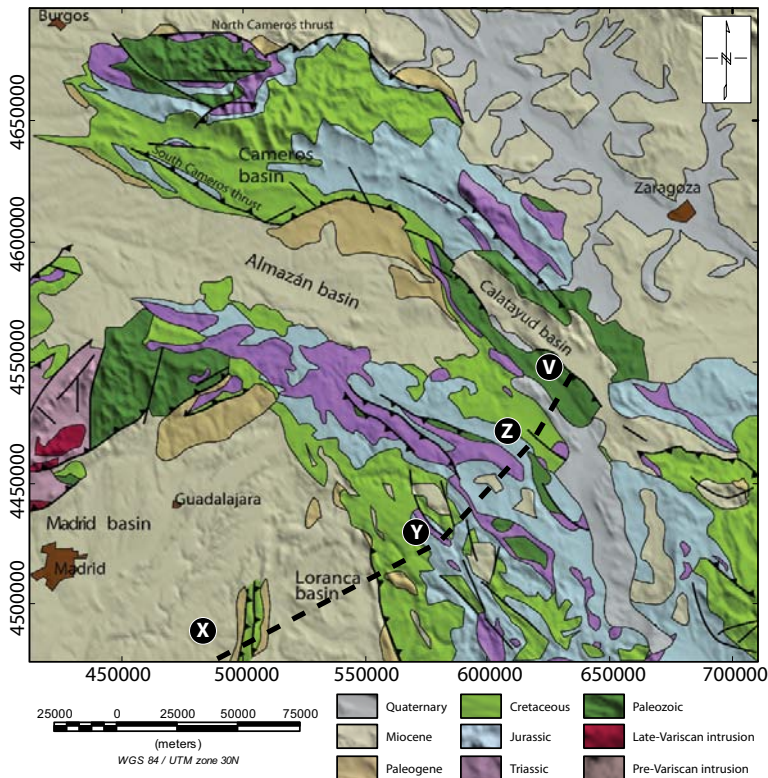 Burgos
North Cameros thrust
N
4650000
Cameros
basin
South Cameros thrust
Zaragoza
4600000
Almazán basin
Calatayud basin
4550000
V
Z
4450000
Guadalajara
Madrid basin
Y
Madrid
Loranca
basin
4500000
X
450000 500000 550000 600000 650000 700000
25000 0 25000 50000 75000
(meters)
WGS 84 / UTM zone 30N
Quaternary Cretaceous Paleozoic
Miocene Jurassic Late-Variscan intrusion
Paleogene Triassic Pre-Variscan intrusion